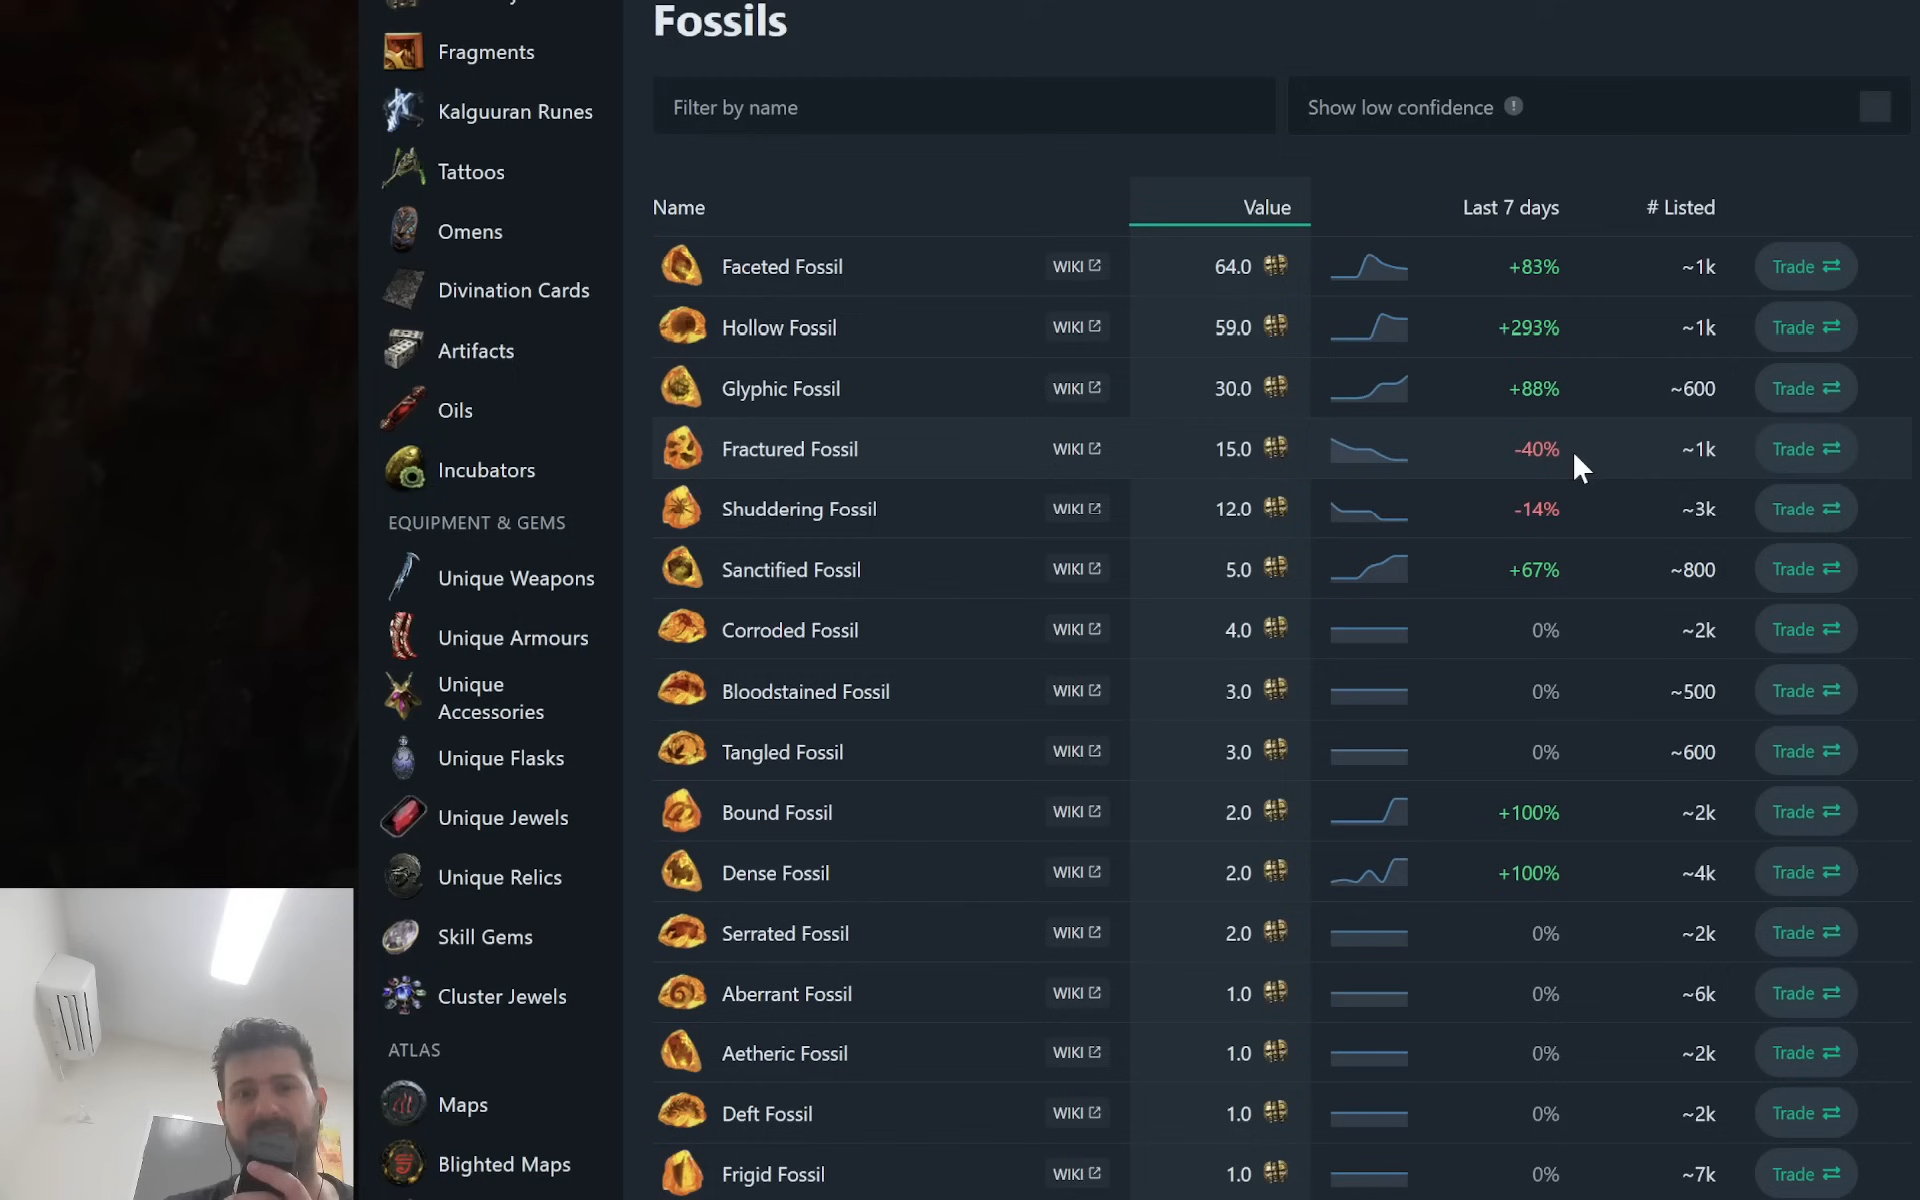 Fossils
Fragments
Kalguuran Runes
Tattoos
Omens
Divination Cards
Artifacts
Oils
Incubators
EQUIPMENT & GEMS
Unique Weapons
Unique Armours
Unique
Accessories
Unique Flasks
Unique Jewels
Unique Relics
Skill Gems
Cluster Jewels
ATLAS
Maps
Blighted Maps
Filter by name
Show low confidence !
Name Value Last 7 days # Listed
Faceted Fossil WIKI 64.0 +83% ~1k Trade
Hollow Fossil WIKI 59.0 +293% ~1k Trade
Glyphic Fossil WIKI 30.0 +88% ~600 Trade
Fractured Fossil WIKI 15.0 -40% ~1k Trade
Shuddering Fossil WIKI 12.0 -14% ~3k Trade
Sanctified Fossil WIKI 5.0 +67% ~800 Trade
Corroded Fossil WIKI 4.0 0% ~2k Trade
Bloodstained Fossil WIKI 3.0 0% ~500 Trade
Tangled Fossil WIKI 3.0 0% ~600 Trade
Bound Fossil WIKI 2.0 +100% ~2k Trade
Dense Fossil WIKI 2.0 +100% ~4k Trade
Serrated Fossil WIKI 2.0 0% ~2k Trade
Aberrant Fossil WIKI 1.0 0% ~6k Trade
Aetheric Fossil WIKI 1.0 0% ~2k Trade
Deft Fossil WIKI 1.0 0% ~2k Trade
Frigid Fossil WIKI 1.0 0% ~7k Trade